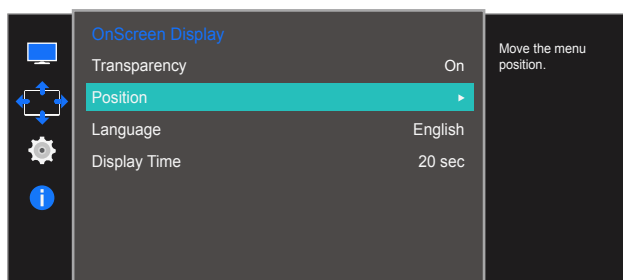 OnScreen Display
Transparency On
Position
Language English
Display Time 20 sec
Move the menu
position.
i